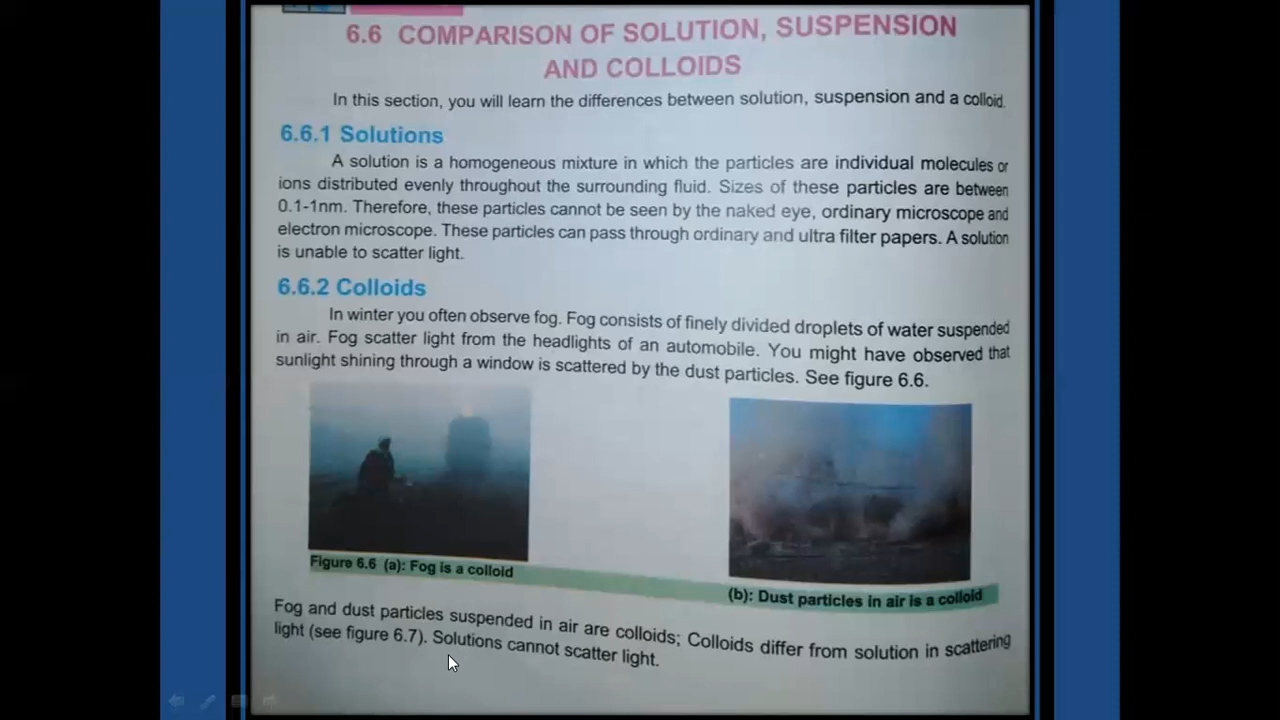 6.6 COMPARISON OF SOLUTION, SUSPENSION
AND COLLOIDS
In this section, you will learn the differences between solution, suspension and a colloid.
6.6.1 Solutions
A solution is a homogeneous mixture in which the particles are individual molecules or
ions distributed evenly throughout the surrounding fluid. Sizes of these particles are between
0.1-1nm. Therefore, these particles cannot be seen by the naked eye, ordinary microscope and
electron microscope. These particles can pass through ordinary and ultra filter papers. A solution
is unable to scatter light.
6.6.2 Colloids
In winter you often observe fog. Fog consists of finely divided droplets of water suspended
in air. Fog scatter light from the headlights of an automobile. You might have observed that
sunlight shining through a window is scattered by the dust particles. See figure 6.6.
Figure 6.6 (a): Fog is a colloid
(b): Dust particles in air is a colloid
Fog and dust particles suspended in air are colloids; Colloids differ from solution in scattering
light (see figure 6.7). Solutions cannot scatter light.